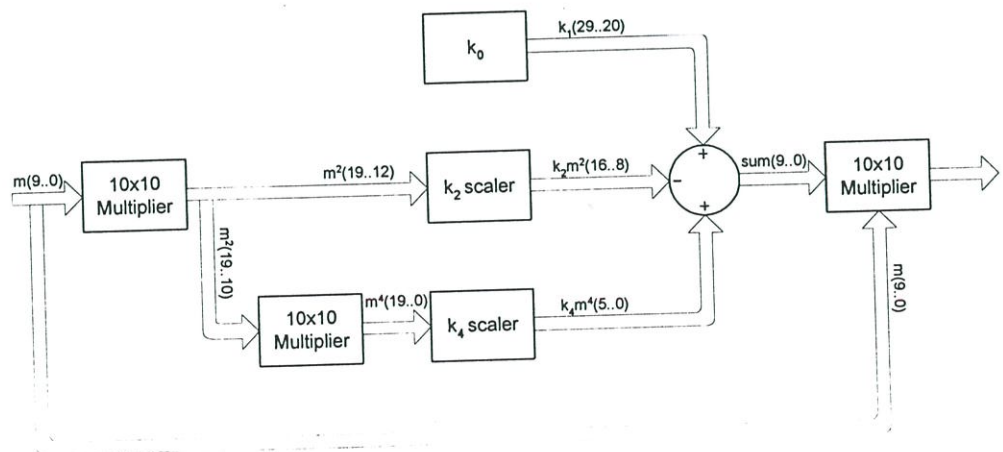 k₀
k₁(29..20)
m(9..0)
10x10
Multiplier
m²(19..12)
k₂ scaler
k₂m²(16..8)
+
-
+
sum(9..0)
10x10
Multiplier
m²(19..10)
10x10
Multiplier
m⁴(19..0)
k₄ scaler
k₄m⁴(5..0)
m(9..0)